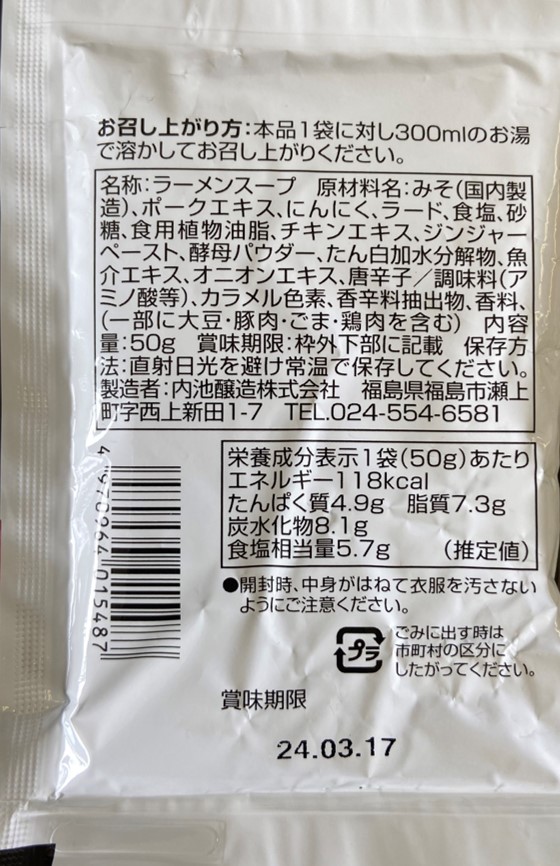 お召し上がり方:本品1袋に対し300mlのお湯
で溶かしてお召し上がりください。
名称:ラーメンスープ 原材料名:みそ(国内製
造)、ポークエキス、にんにく、ラード、食塩、砂
糖、食用植物油脂、チキンエキス、ジンジャー
ペースト、酵母パウダー、たん白加水分解物、魚
介エキス、オニオンエキス、唐辛子/調味料(ア
ミノ酸等)、カラメル色素、香辛料抽出物、香料、
(一部に大豆・豚肉・ごま・鶏肉を含む) 内容
量:50g 賞味期限:枠外下部に記載 保存方
法:直射日光を避け常温で保存してください。
製造者:内池醸造株式会社 福島県福島市瀬上
町字西上新田1-7 TEL.024-554-6581
栄養成分表示1袋(50g)あたり
エネルギー118kcal
たんぱく質4.9g 脂質7.3g
炭水化物8.1g
食塩相当量5.7g (推定値)
4 970964 015487
●開封時、中身がはねて衣服を汚さない
ようにご注意ください。
プラ
ごみに出す時は
市町村の区分に
したがってください。
賞味期限
24.03.17